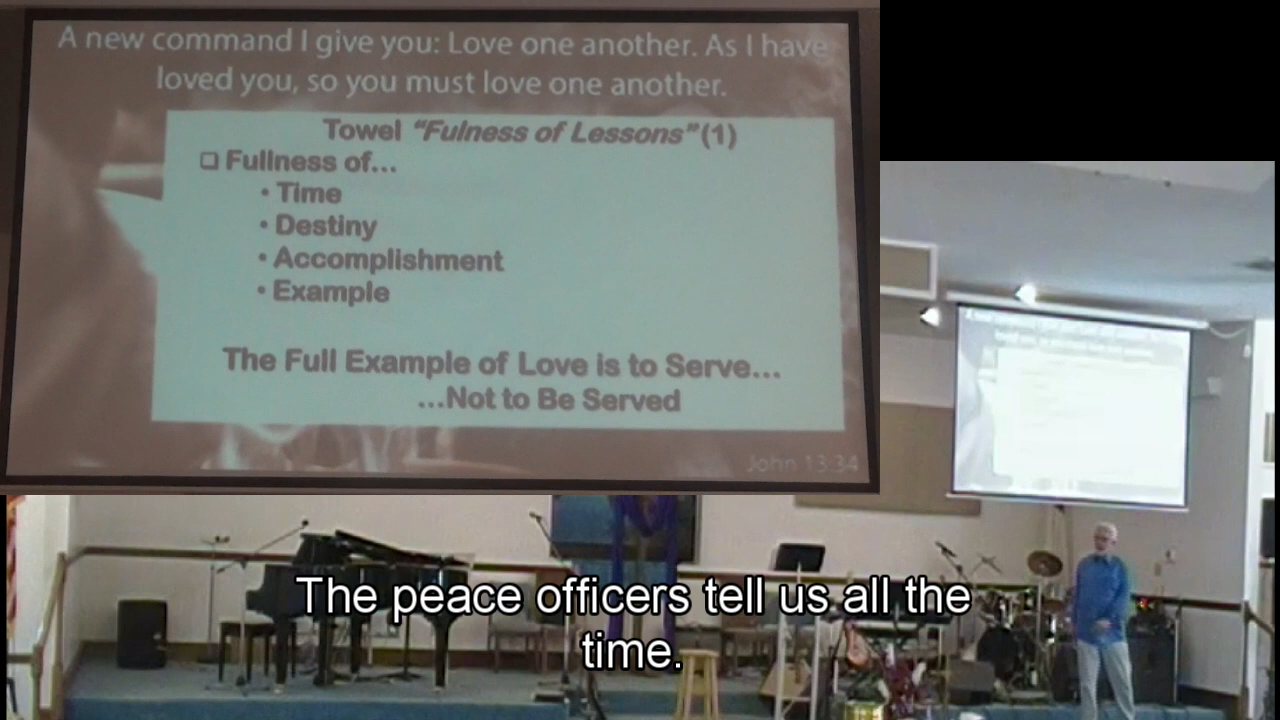 A new command I give you: Love one another. As I have
loved you, so you must love one another.
Towel "Fulness of Lessons" (1)
❑ Fullness of...
• Time
• Destiny
• Accomplishment
• Example
The Full Example of Love is to Serve...
...Not to Be Served
John 13:34
The peace officers tell us all the
time.